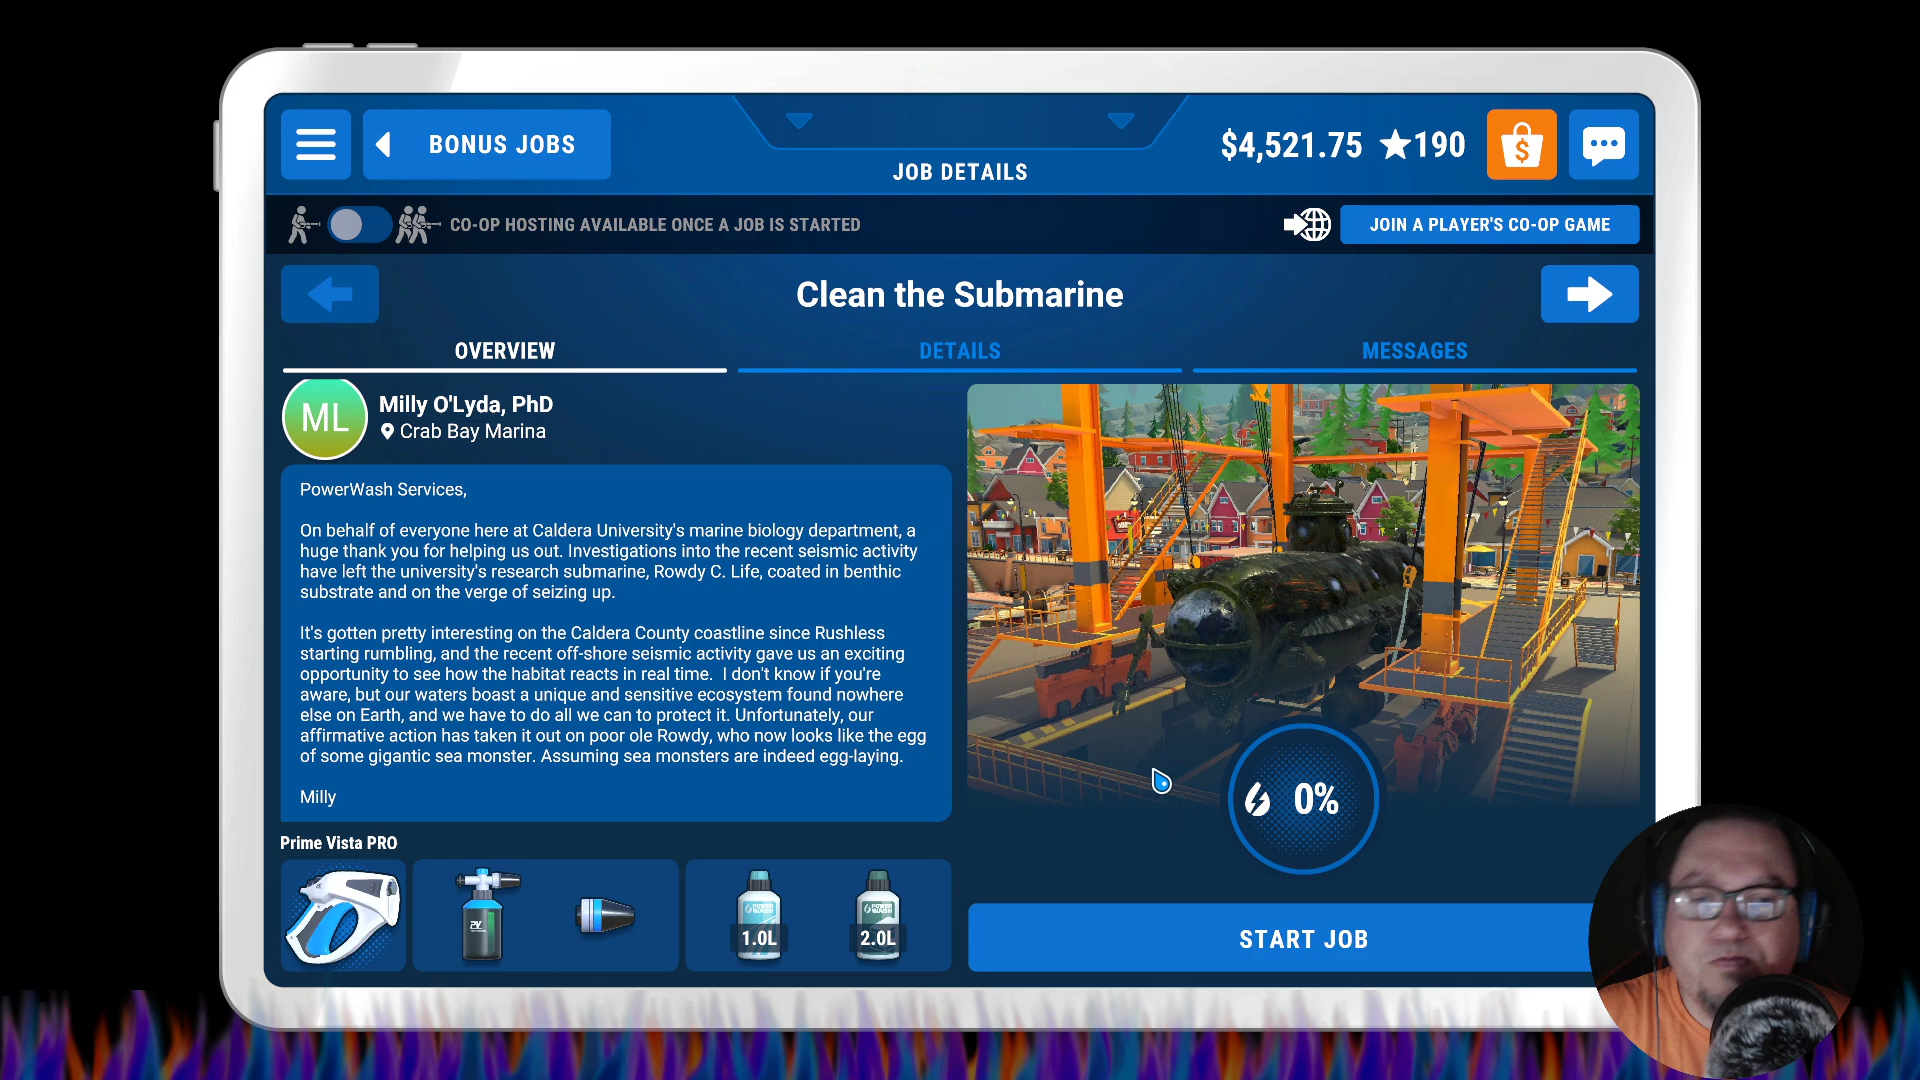 BONUS JOBS
JOB DETAILS
$4,521.75 ★190
CO-OP HOSTING AVAILABLE ONCE A JOB IS STARTED
JOIN A PLAYER'S CO-OP GAME
Clean the Submarine
OVERVIEW
DETAILS
MESSAGES
ML
Milly O'Lyda, PhD
Crab Bay Marina
PowerWash Services,
On behalf of everyone here at Caldera University's marine biology department, a
huge thank you for helping us out. Investigations into the recent seismic activity
have left the university's research submarine, Rowdy C. Life, coated in benthic
substrate and on the verge of seizing up.
It's gotten pretty interesting on the Caldera County coastline since Rushless
starting rumbling, and the recent off-shore seismic activity gave us an exciting
opportunity to see how the habitat reacts in real time.  I don't know if you're
aware, but our waters boast a unique and sensitive ecosystem found nowhere
else on Earth, and we have to do all we can to protect it. Unfortunately, our
affirmative action has taken it out on poor ole Rowdy, who now looks like the egg
of some gigantic sea monster. Assuming sea monsters are indeed egg-laying.
Milly
0%
Prime Vista PRO
PV
POWER WASH
1.0L
POWER WASH
2.0L
START JOB